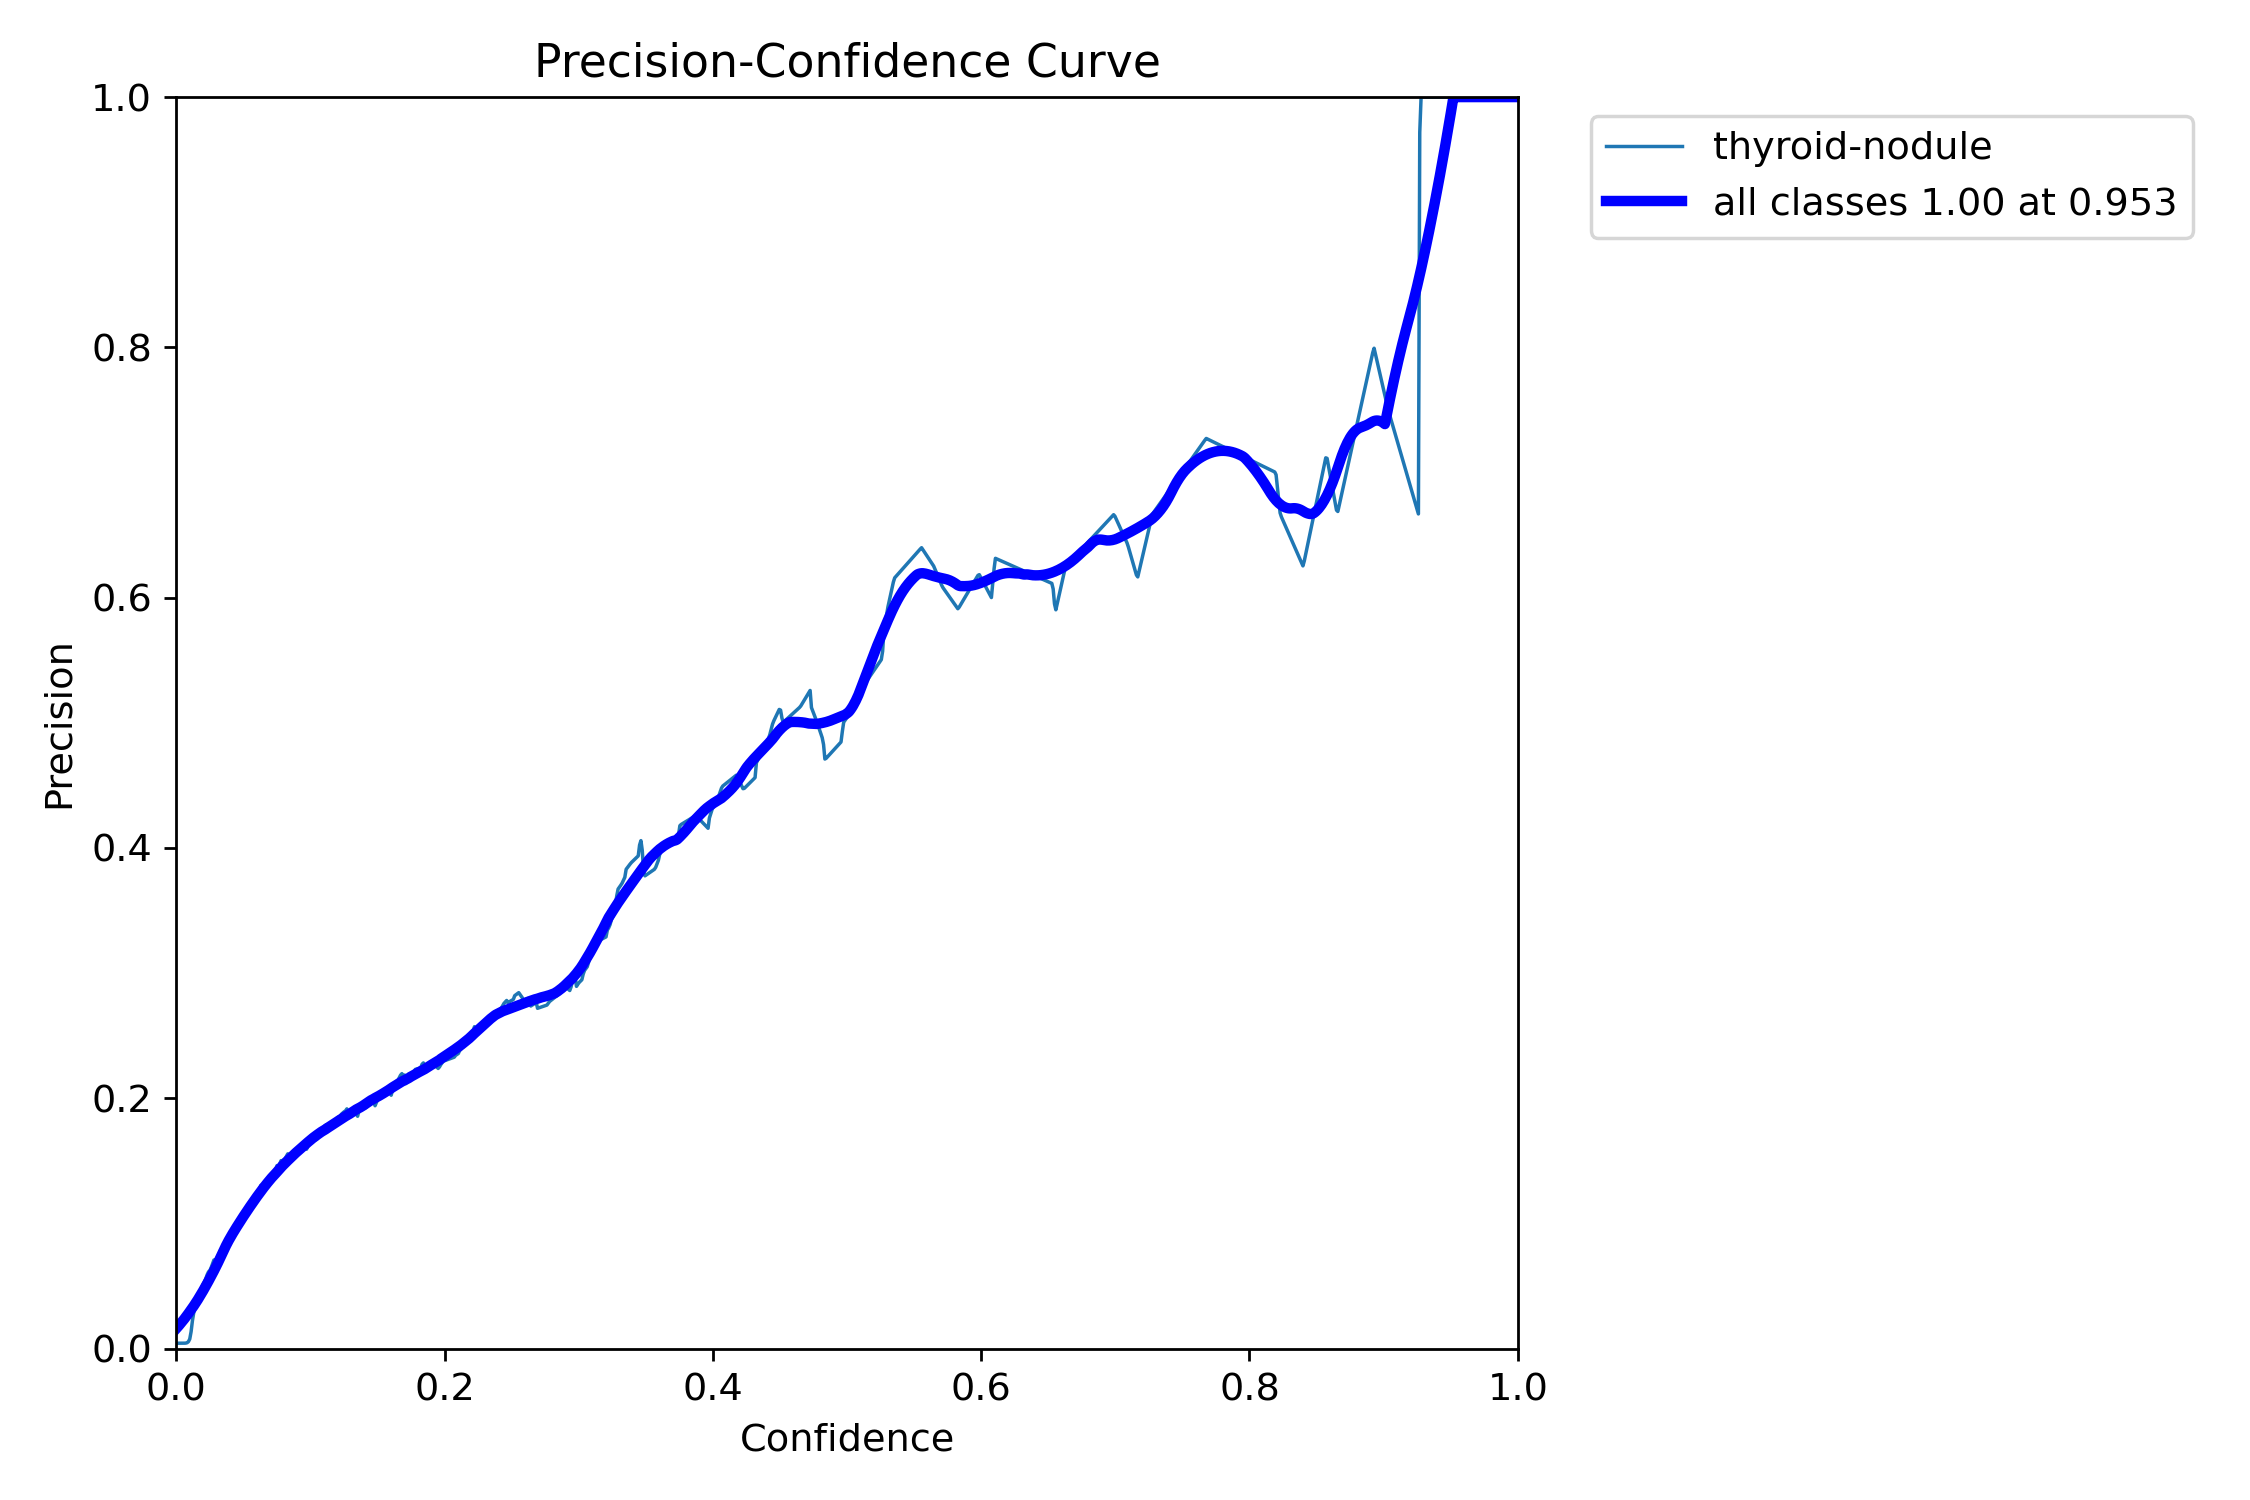 Precision-Confidence Curve
1.0
0.8
0.6
0.4
0.2
0.0
Precision
0.0 0.2 0.4 0.6 0.8 1.0
Confidence
thyroid-nodule
all classes 1.00 at 0.953